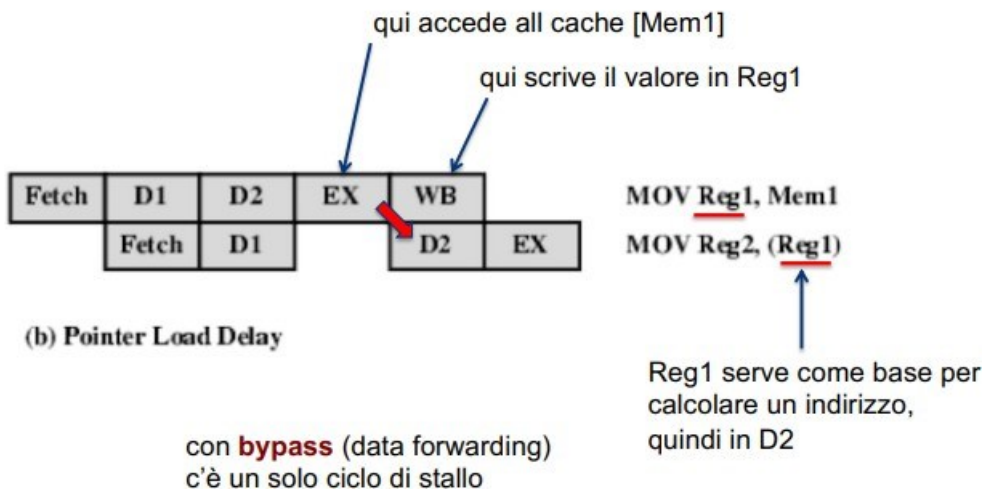 qui accede all cache [Mem1]
qui scrive il valore in Reg1
Fetch D1 D2 EX WB MOV Reg1, Mem1
Fetch D1 D2 EX MOV Reg2, (Reg1)
(b) Pointer Load Delay
Reg1 serve come base per
calcolare un indirizzo,
quindi in D2
con bypass (data forwarding)
c'è un solo ciclo di stallo